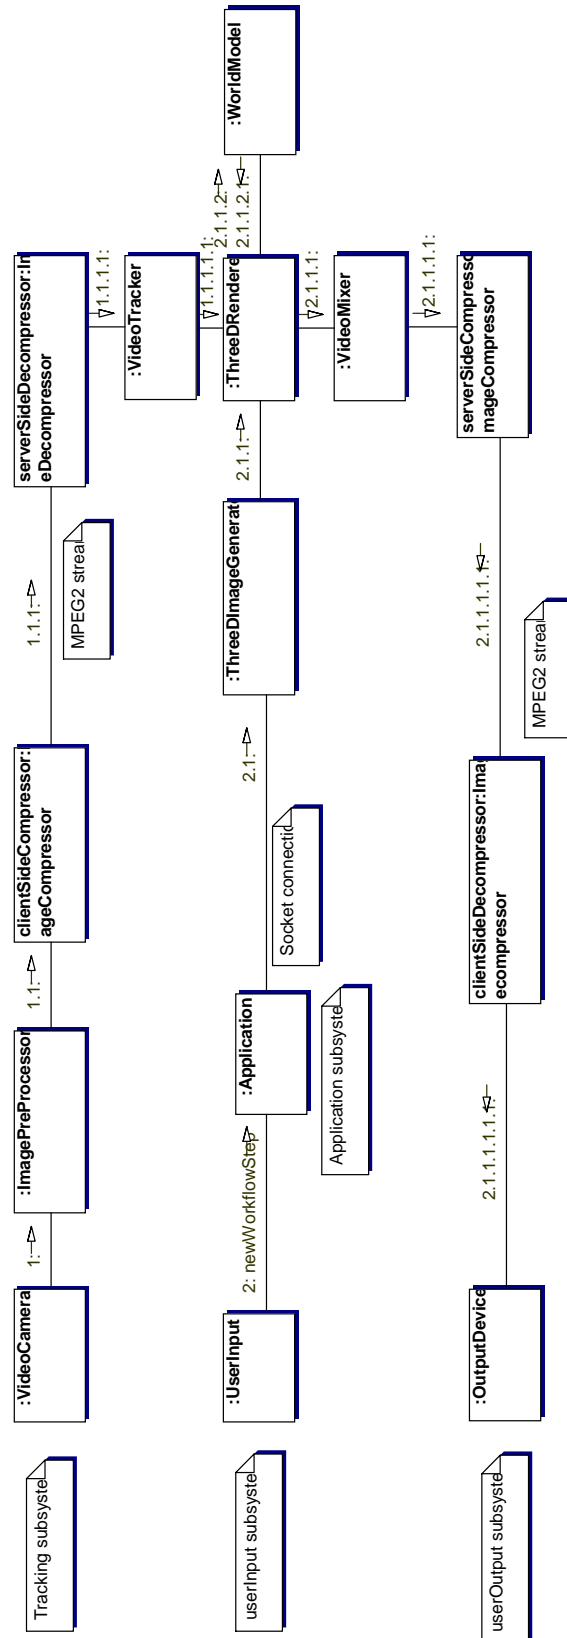 Tracking subsyste
:VideoCamera
1:
:ImagePreProcessor
1.1:
clientSideCompressor:
ageCompressor
1.1.1:
MPEG2 strea
serverSideDecompressor:I
eDecompressor
1.1.1.1:
:VideoTracker
1.1.1.1.1:
userInput subsyste
:UserInput
2: newWorkflowStep
:Application
Application subsyste
Socket connectio
2.1:
:ThreeDImageGenerat
2.1.1:
:ThreeDRendere
2.1.1.2:
2.1.1.2.1:
:WorldModel
2.1.1.1:
:VideoMixer
2.1.1.1.1:
serverSideCompresso
mageCompressor
2.1.1.1.1.1:
MPEG2 strea
clientSideDecompressor:Ima
ecompressor
2.1.1.1.1.1.1:
:OutputDevice
userOutput subsyste